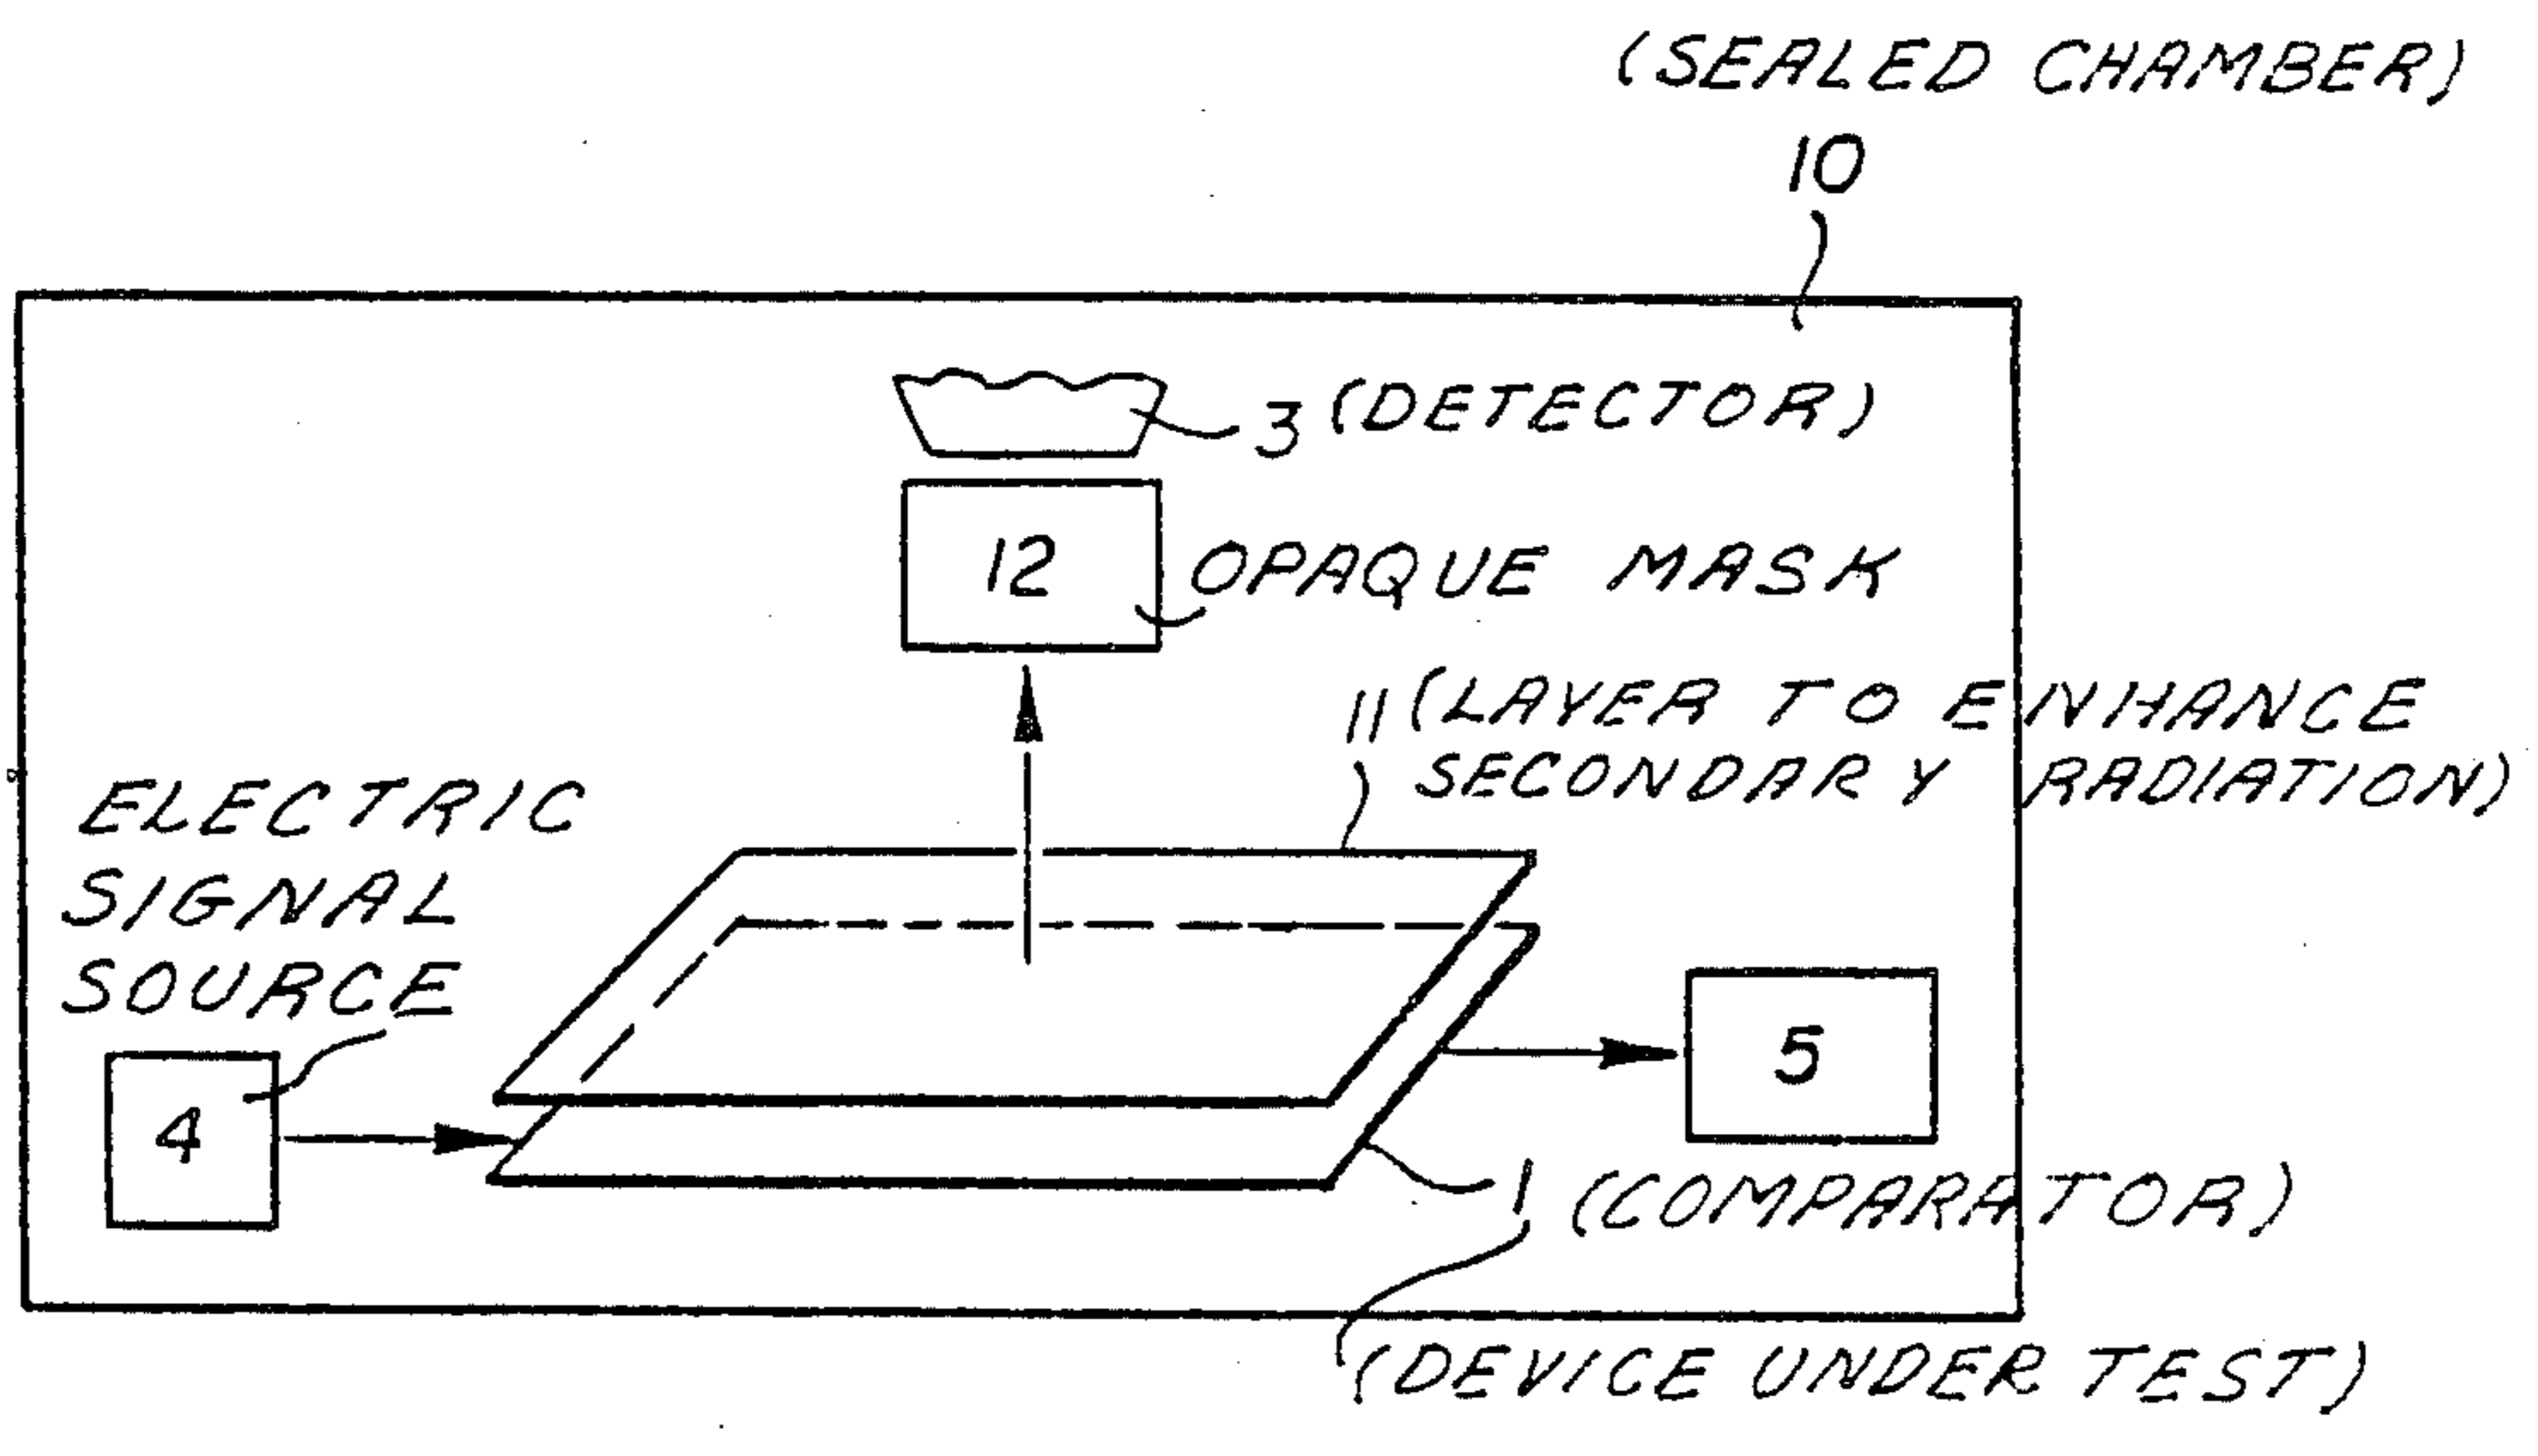 (SEALED CHAMBER)
10
3 (DETECTOR)
12 OPAQUE MASK
11 (LAYER TO ENHANCE
SECONDARY RADIATION)
ELECTRIC
SIGNAL
SOURCE
5
4
1 (COMPARATOR)
(DEVICE UNDER TEST)